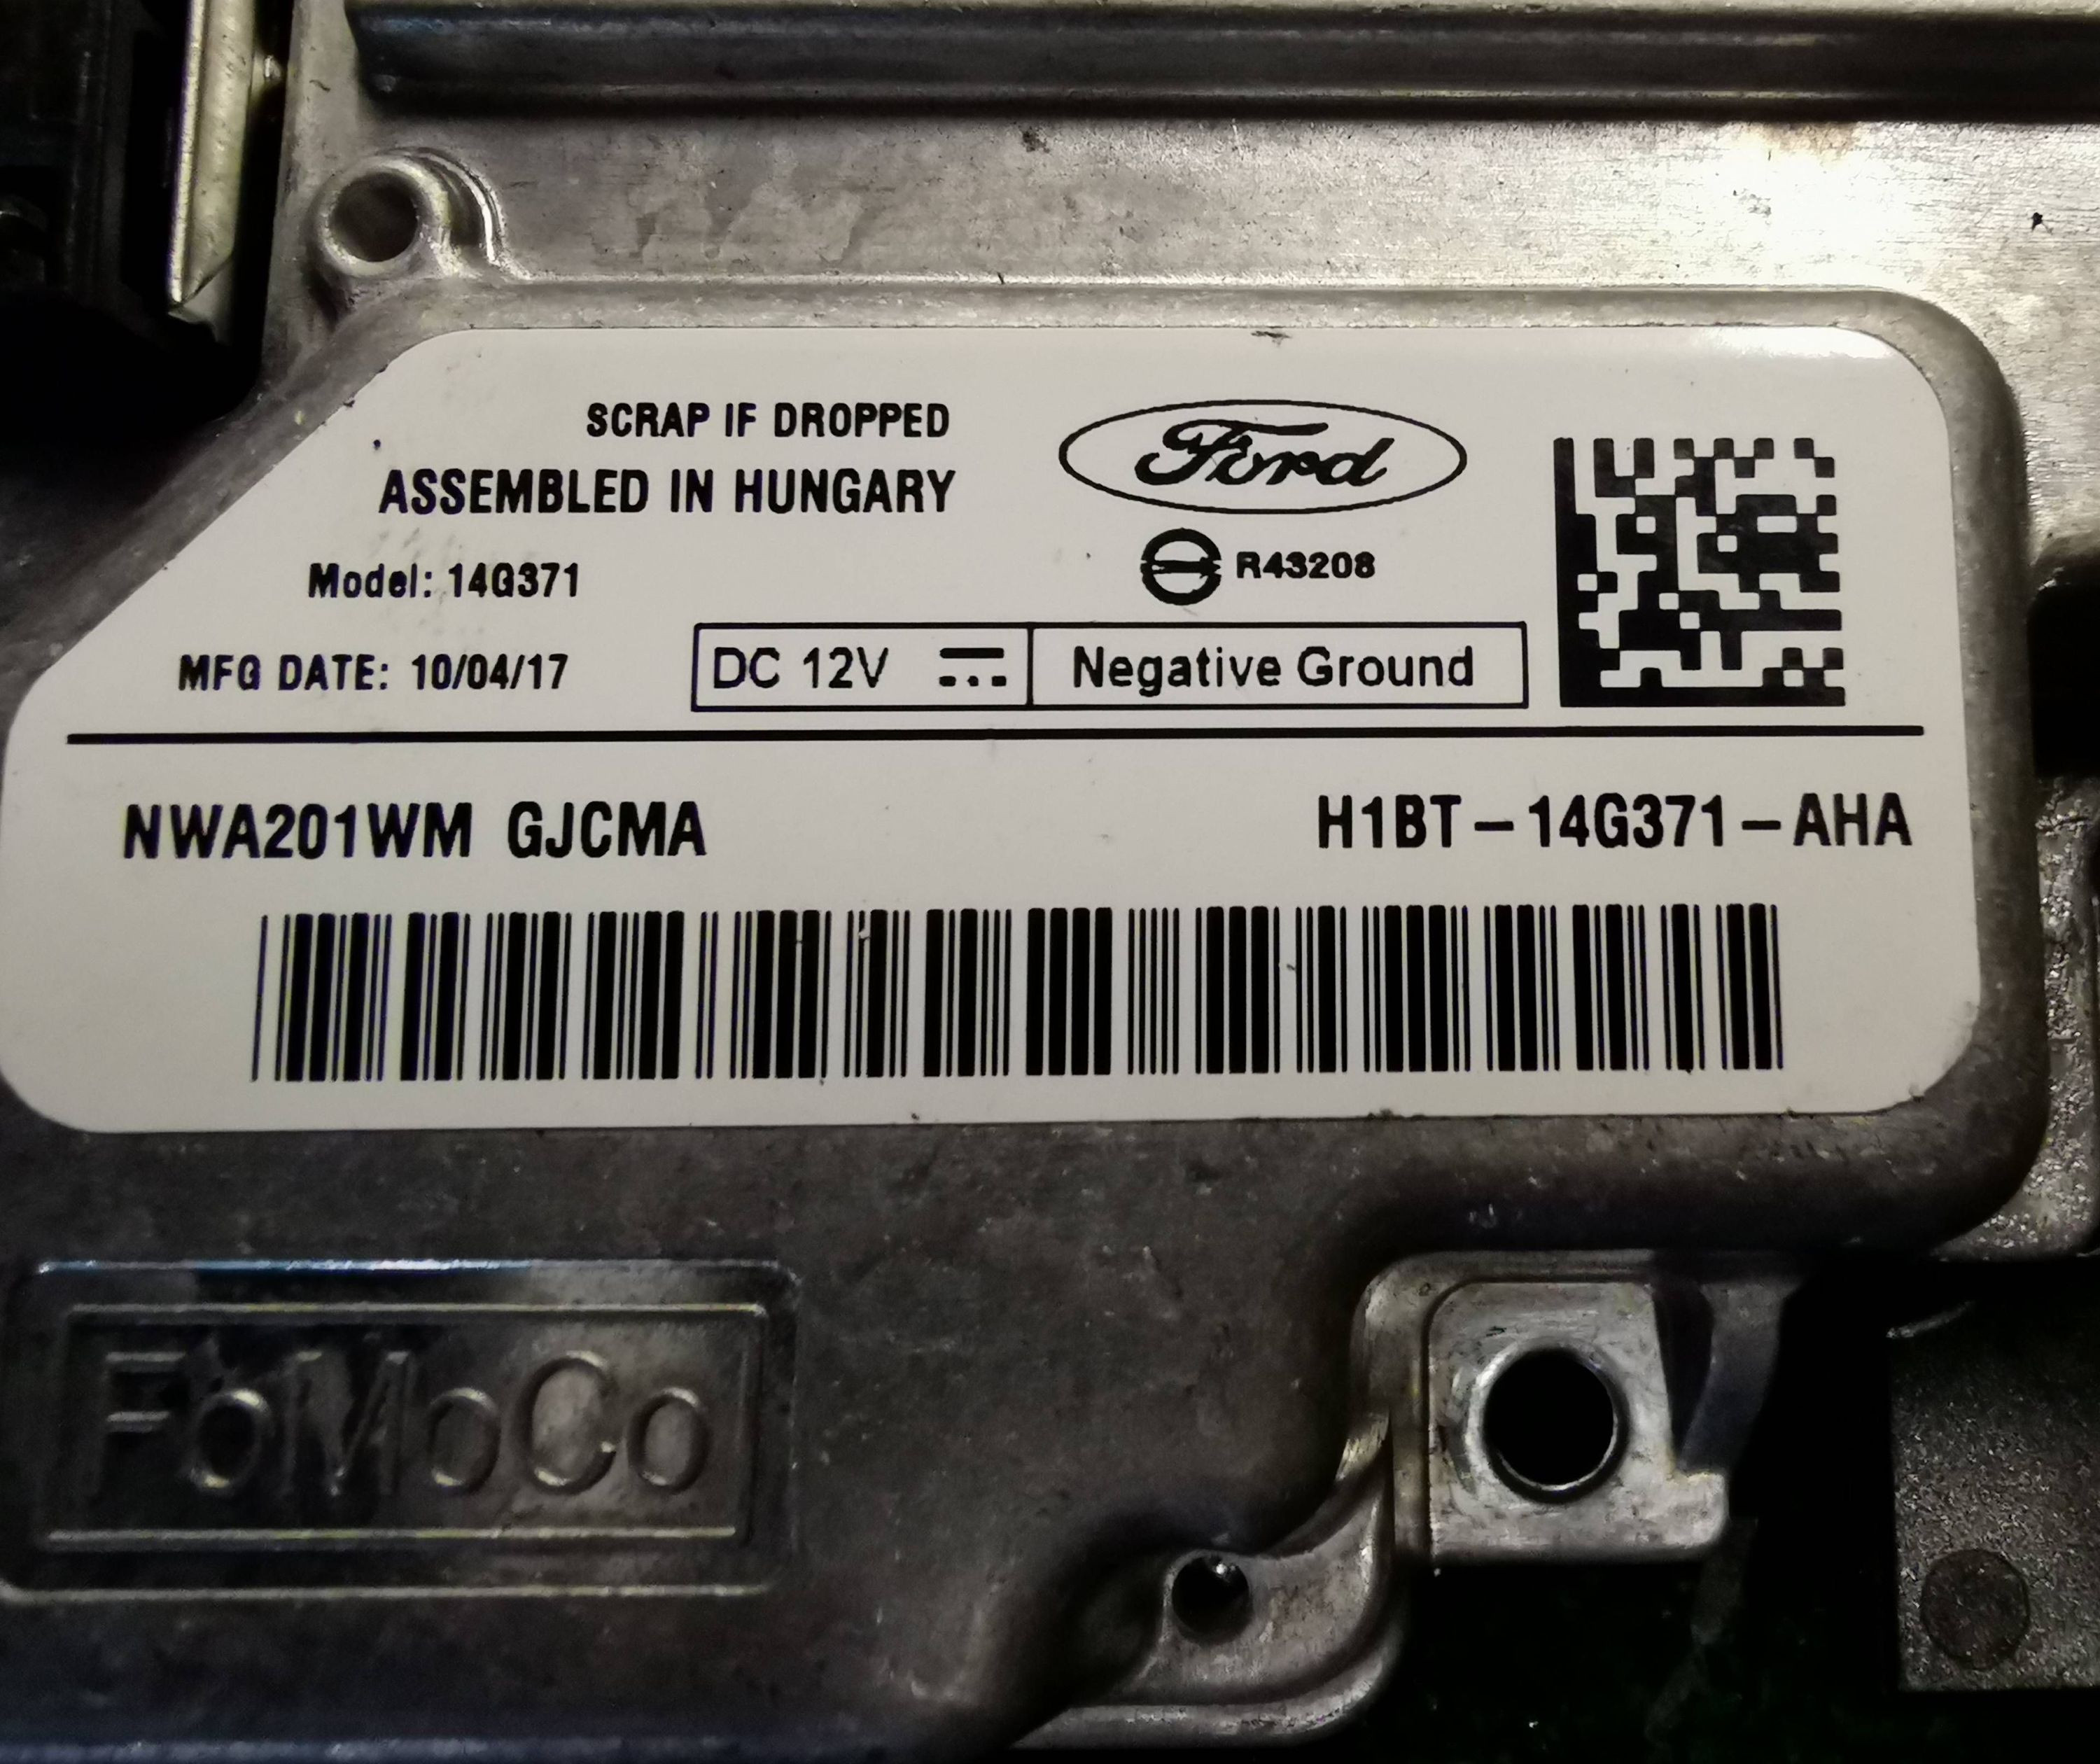 SCRAP IF DROPPED
ASSEMBLED IN HUNGARY
Ford
R43208
Model: 14G371
MFG DATE: 10/04/17
DC 12V
Negative Ground
NWA201WM GJCMA
H1BT-14G371-AHA
FoMoCo